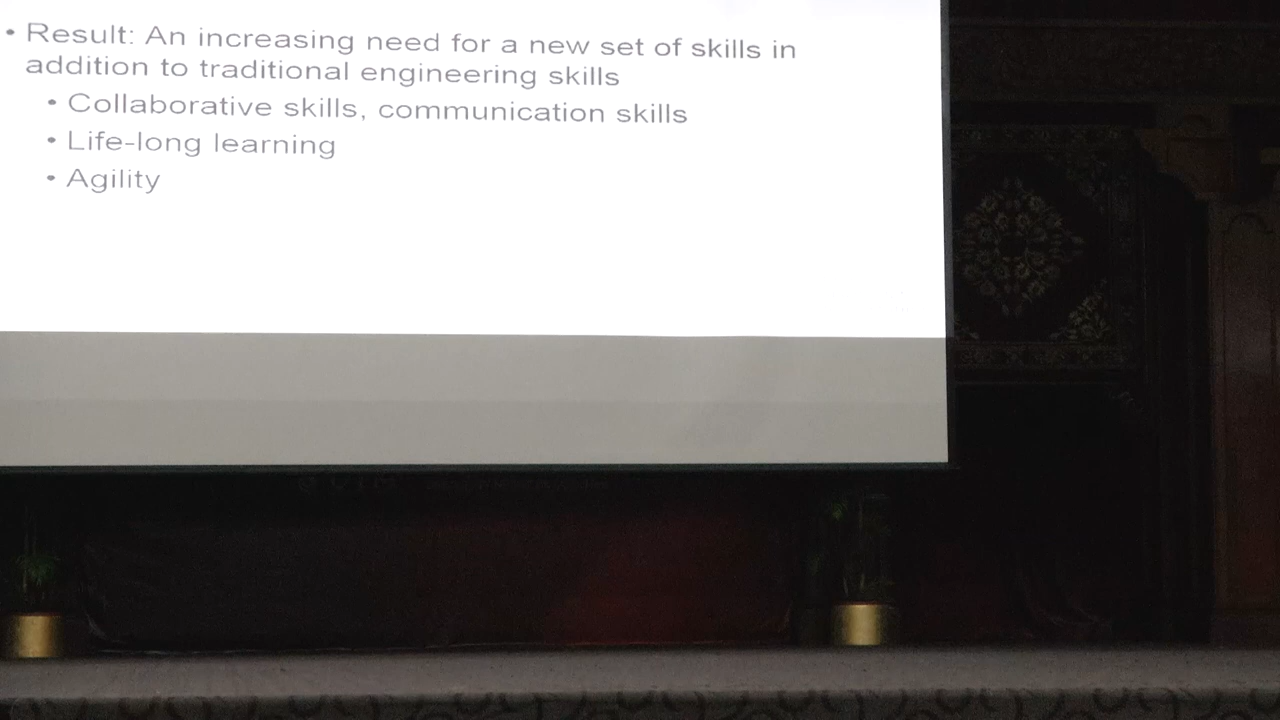 • Result: An increasing need for a new set of skills in
addition to traditional engineering skills
• Collaborative skills, communication skills
• Life-long learning
• Agility